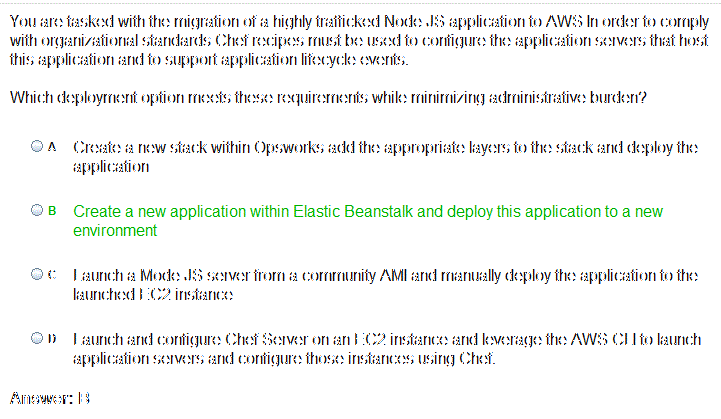 You are tasked with the migration of a highly trafficked Node JS application to AWS In order to comply
with organizational standards Chef recipes must be used to configure the application servers that host
this application and to support application lifecycle events.
Which deployment option meets these requirements while minimizing administrative burden?
A Create a new stack within Opsworks add the appropriate layers to the stack and deploy the
application
B Create a new application within Elastic Beanstalk and deploy this application to a new
environment
C Launch a Mode JS server from a community AMI and manually deploy the application to the
launched EC2 instance
D Launch and configure Chef Server on an EC2 instance and leverage the AWS CLI to launch
application servers and configure those instances using Chef.
Answer: B